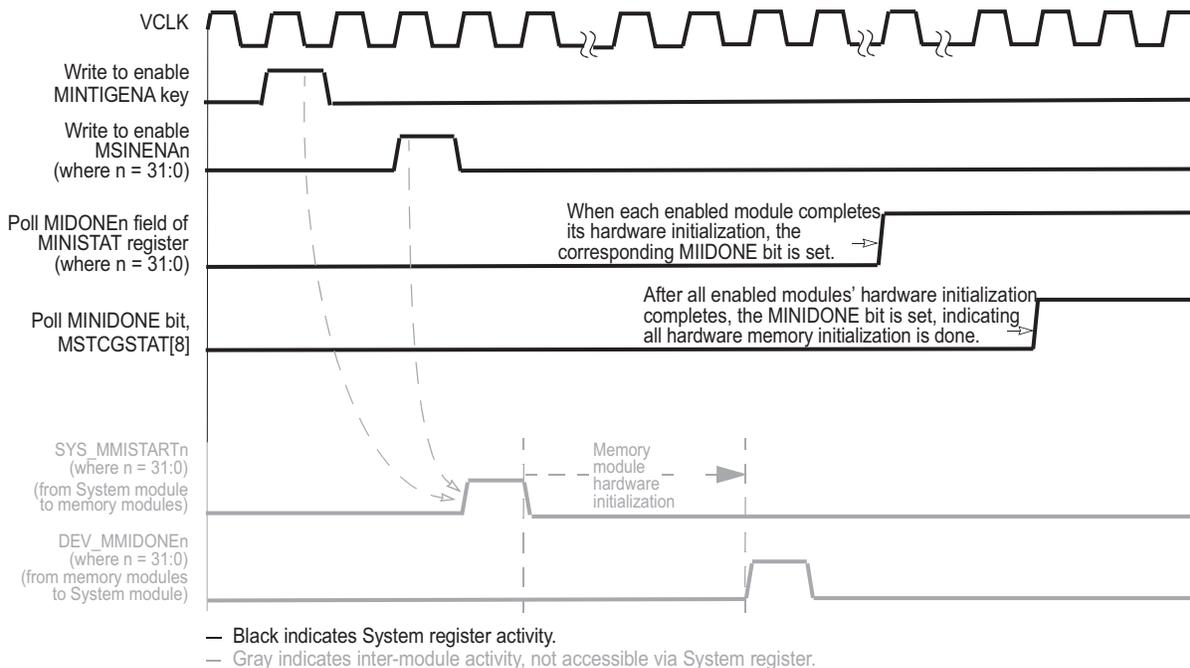 VCLK
Write to enable
MINTIGENA key
Write to enable
MSINENAn
(where n = 31:0)
Poll MIDONEn field of
MINISTAT register
(where n = 31:0)
When each enabled module completes
its hardware initialization, the
corresponding MIIDONE bit is set.
Poll MINIDONE bit,
MSTCGSTAT[8]
After all enabled modules' hardware initialization
completes, the MINIDONE bit is set, indicating
all hardware memory initialization is done.
SYS_MMISTARTn
(where n = 31:0)
(from System module
to memory modules)
Memory
module
hardware
initialization
DEV_MMIDONEn
(where n = 31:0)
(from memory modules
to System module)
— Black indicates System register activity.
— Gray indicates inter-module activity, not accessible via System register.